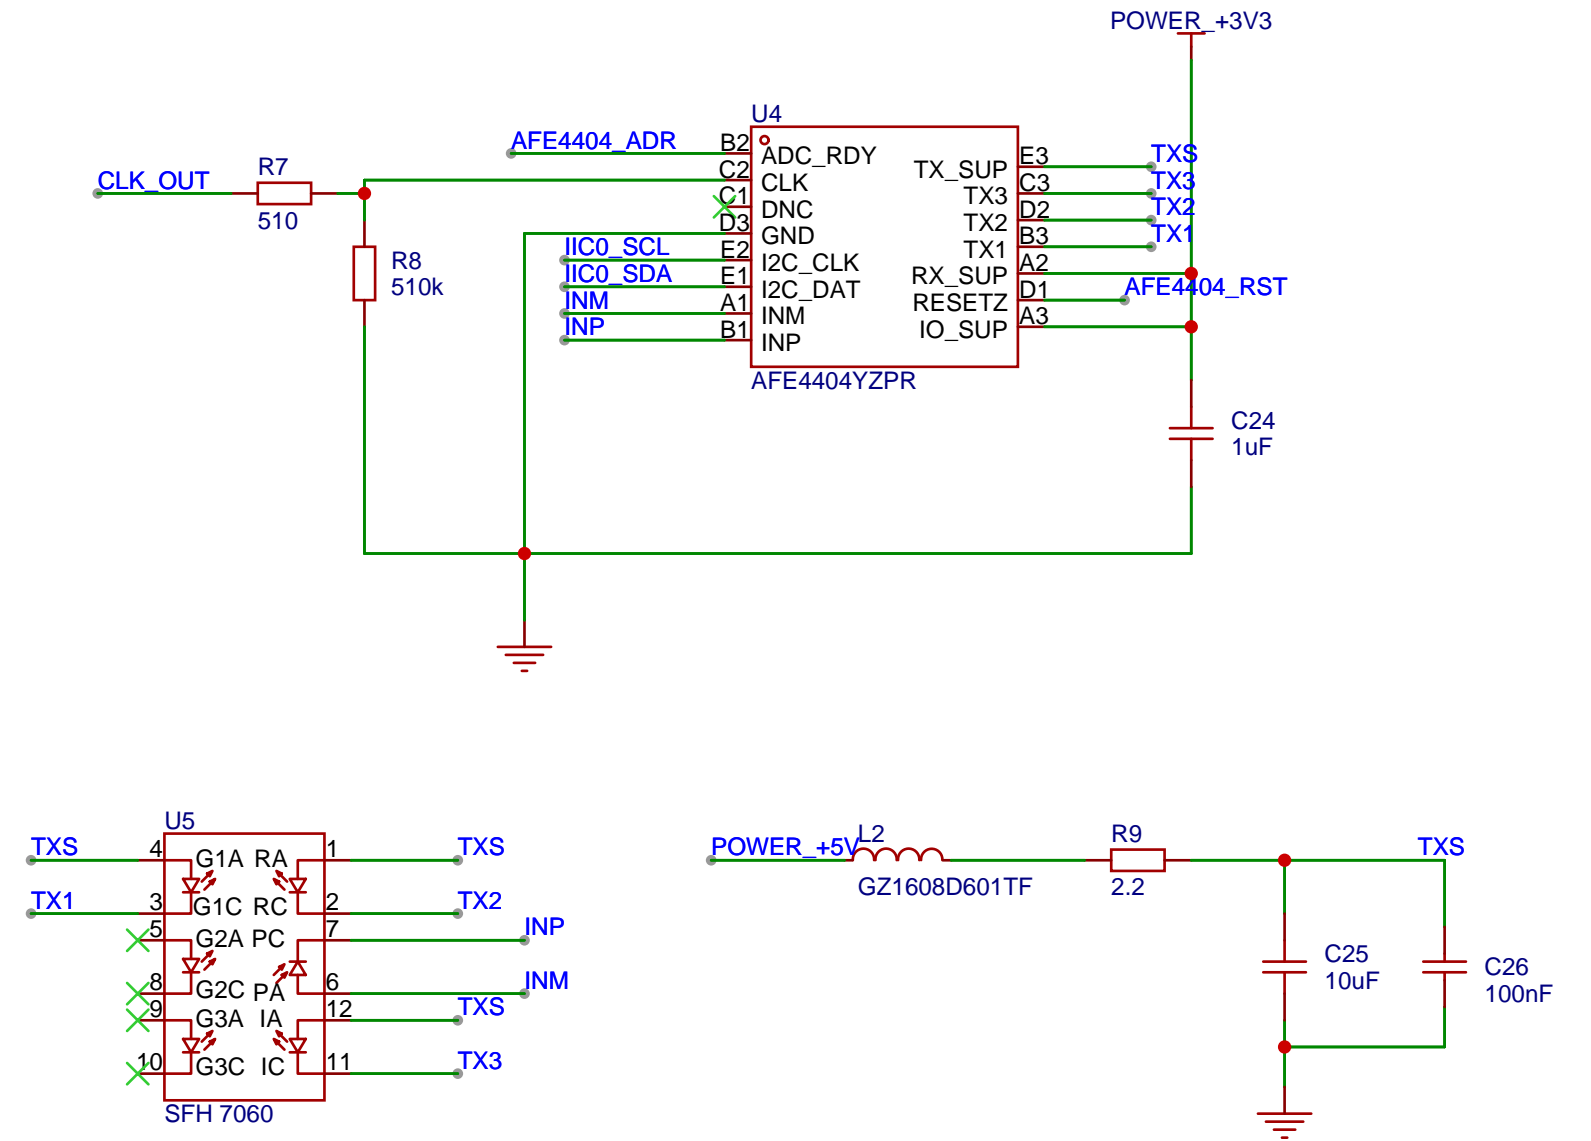 POWER_+3V3
U4
AFE4404_ADR
B2
ADC_RDY
TX_SUP
E3
TXS
CLK_OUT
R7
510
C2
CLK
TX3
C3
TX3
C1
DNC
TX2
D2
TX2
D3
GND
TX1
B3
TX1
R8
510k
IIC0_SCL
E2
I2C_CLK
RX_SUP
A2
IIC0_SDA
E1
I2C_DAT
RESETZ
D1
AFE4404_RST
INM
A1
INM
IO_SUP
A3
INP
B1
INP
AFE4404YZPR
C24
1uF
U5
TXS
4
G1A
RA
1
TXS
TX1
3
G1C
RC
2
TX2
5
G2A
PC
7
INP
8
G2C
PA
6
INM
9
G3A
IA
12
TXS
10
G3C
IC
11
TX3
SFH 7060
POWER_+5V
L2
GZ1608D601TF
R9
2.2
TXS
C25
10uF
C26
100nF